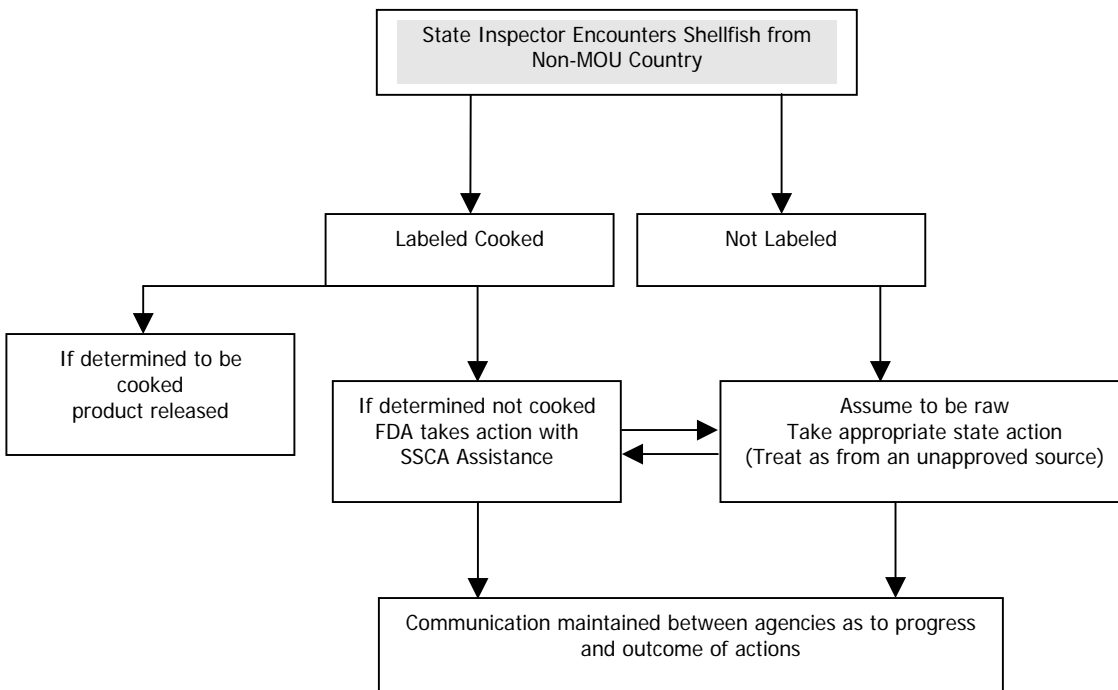 State Inspector Encounters Shellfish from
Non-MOU Country
Labeled Cooked
Not Labeled
If determined to be
cooked
product released
If determined not cooked
FDA takes action with
SSCA Assistance
Assume to be raw
Take appropriate state action
(Treat as from an unapproved source)
Communication maintained between agencies as to progress
and outcome of actions